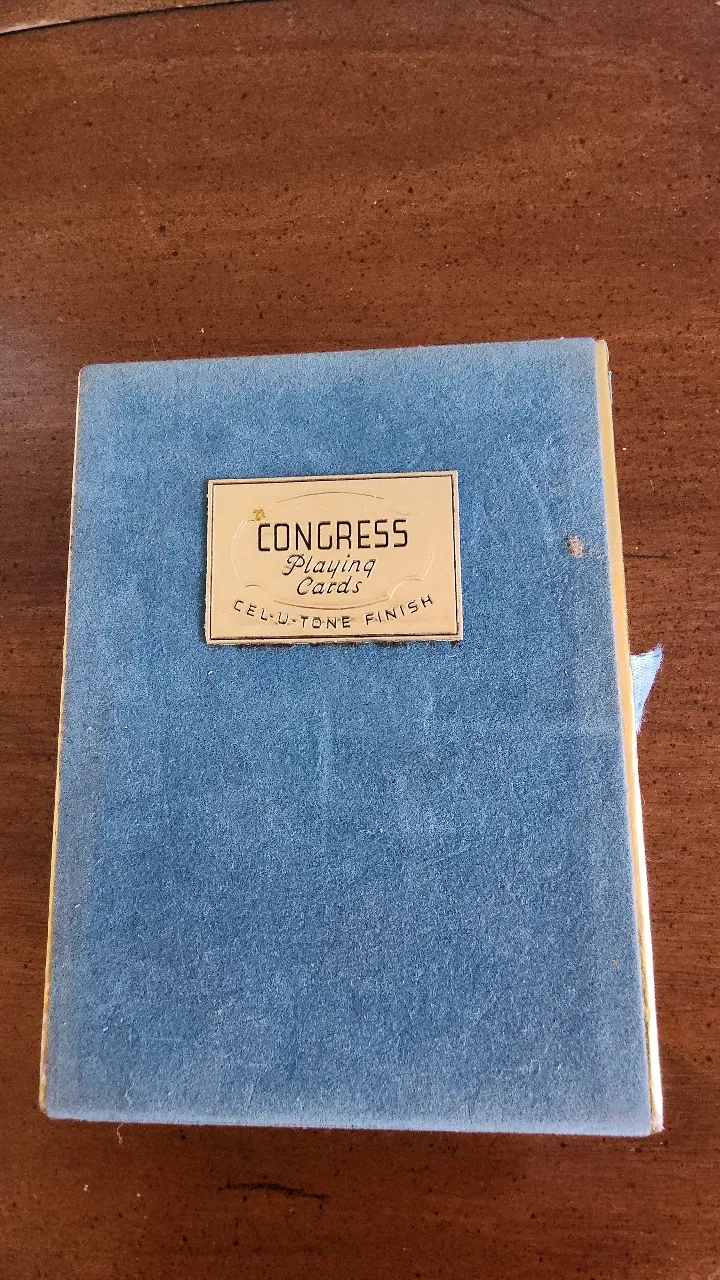 CONGRESS
Playing
Cards
CEL-U-TONE FINISH